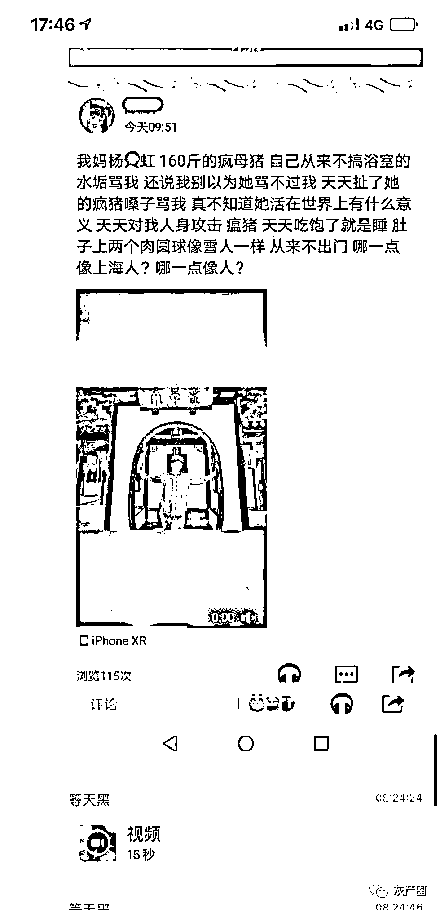 17:46
4G
今天09:51
我妈杨虹 160斤的疯母猪 自己从来不搞浴室的
水垢骂我 还说我别以为她骂不过我 天天扯了她
的疯猪嗓子骂我 真不知道她活在世界上有什么意
义 天天对我人身攻击 瘟猪 天天吃饱了就是睡 肚
子上两个肉圆球像雪人一样 从来不出门 哪一点
像上海人？哪一点像人？
iPhone XR
浏览115次
评论
等天黑
08:24:24
视频
15秒
灰产圈
等天黑
08:24:46